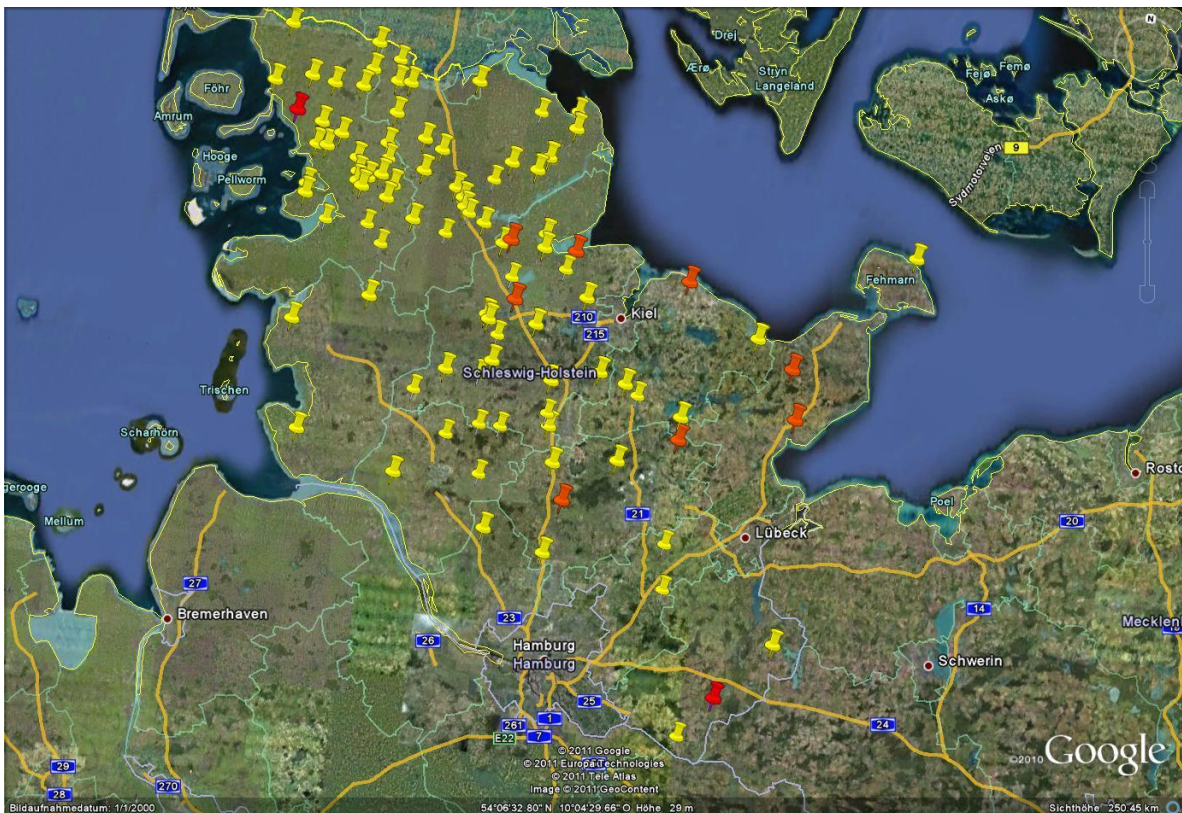 N
Drej
Ærø
Stryn
Langeland
Fejø
Femø
Askø
9
Sydmotorvejen
Föhr
Amrum
Hooge
Pellworm
Fehmarn
Kiel
210
215
Schleswig-Holstein
Trischen
Scharhörn
gerooge
Mellum
Rosto
Poel
20
21
Lübeck
27
Bremerhaven
14
23
26
Mecklen
Hamburg
Hamburg
Schwerin
25
24
261
1
7
E22
29
28
270
© 2011 Google
© 2011 Europa Technologies
© 2011 Tele Atlas
Image © 2011 GeoContent
©2010 Google
Bildaufnahmedatum: 1/1/2000
54°06'32.80" N 10°04'29.66" O Höhe 29 m
Sichthöhe 250.45 km